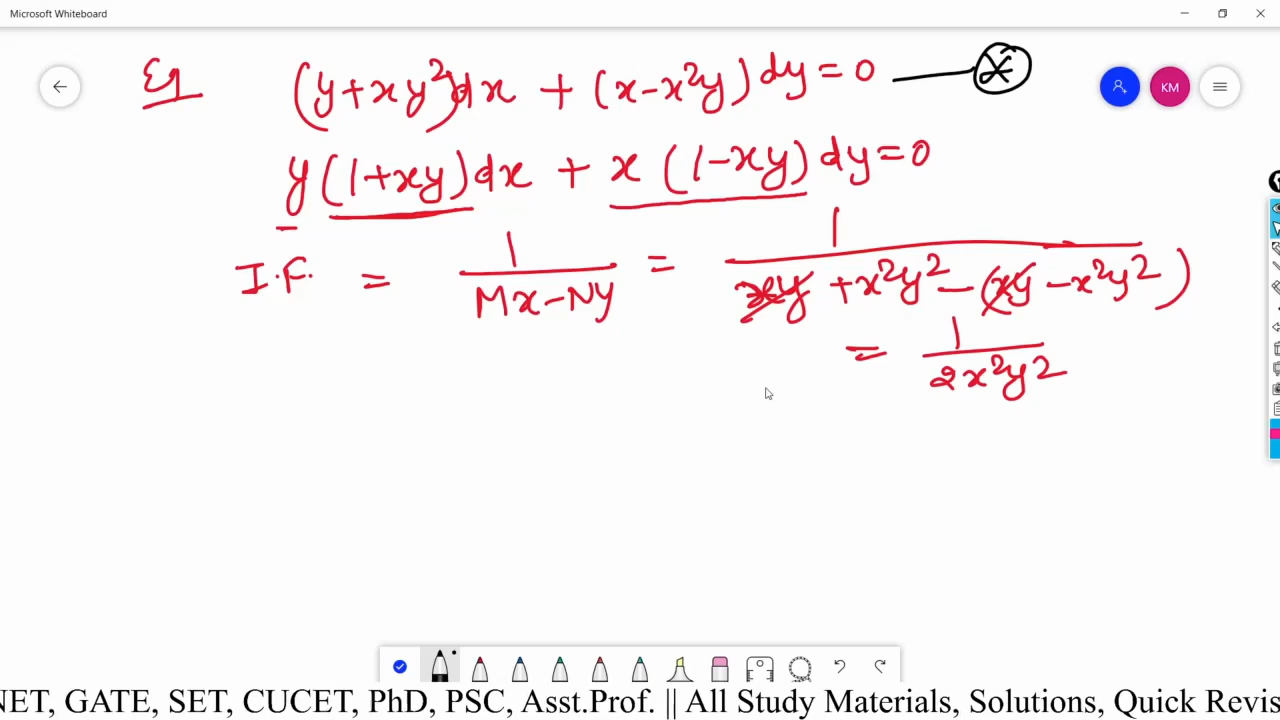 Microsoft Whiteboard
Eg (y+xy²)dx + (x-x²y)dy = 0
KM
y(1+xy)dx + x(1-xy)dy=0
I.F. = 1/(Mx-Ny) = 1/(xy + x²y² - (xy - x²y²))
= 1/(2x²y²)
NET, GATE, SET, CUCET, PhD, PSC, Asst.Prof. || All Study Materials, Solutions, Quick Revis